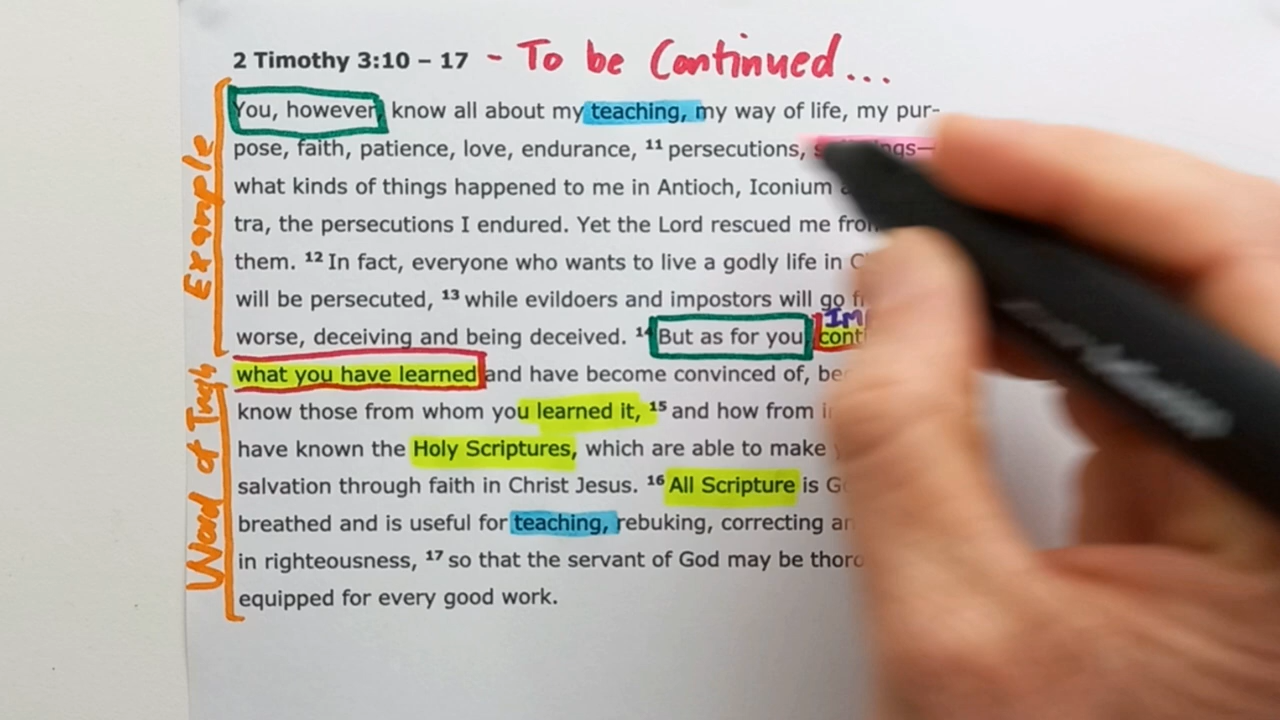 2 Timothy 3:10 – 17 - To be Continued...
You, however, know all about my teaching, my way of life, my pur-
pose, faith, patience, love, endurance, 11 persecutions,
what kinds of things happened to me in Antioch, Iconium
tra, the persecutions I endured. Yet the Lord rescued me from
them. 12 In fact, everyone who wants to live a godly life in
will be persecuted, 13 while evildoers and impostors will go
worse, deceiving and being deceived. 14 But as for you,
what you have learned and have become convinced of,
know those from whom you learned it, 15 and how from
have known the Holy Scriptures, which are able to make
salvation through faith in Christ Jesus. 16 All Scripture is
breathed and is useful for teaching, rebuking, correcting
in righteousness, 17 so that the servant of God may be
equipped for every good work.
Example
Word of